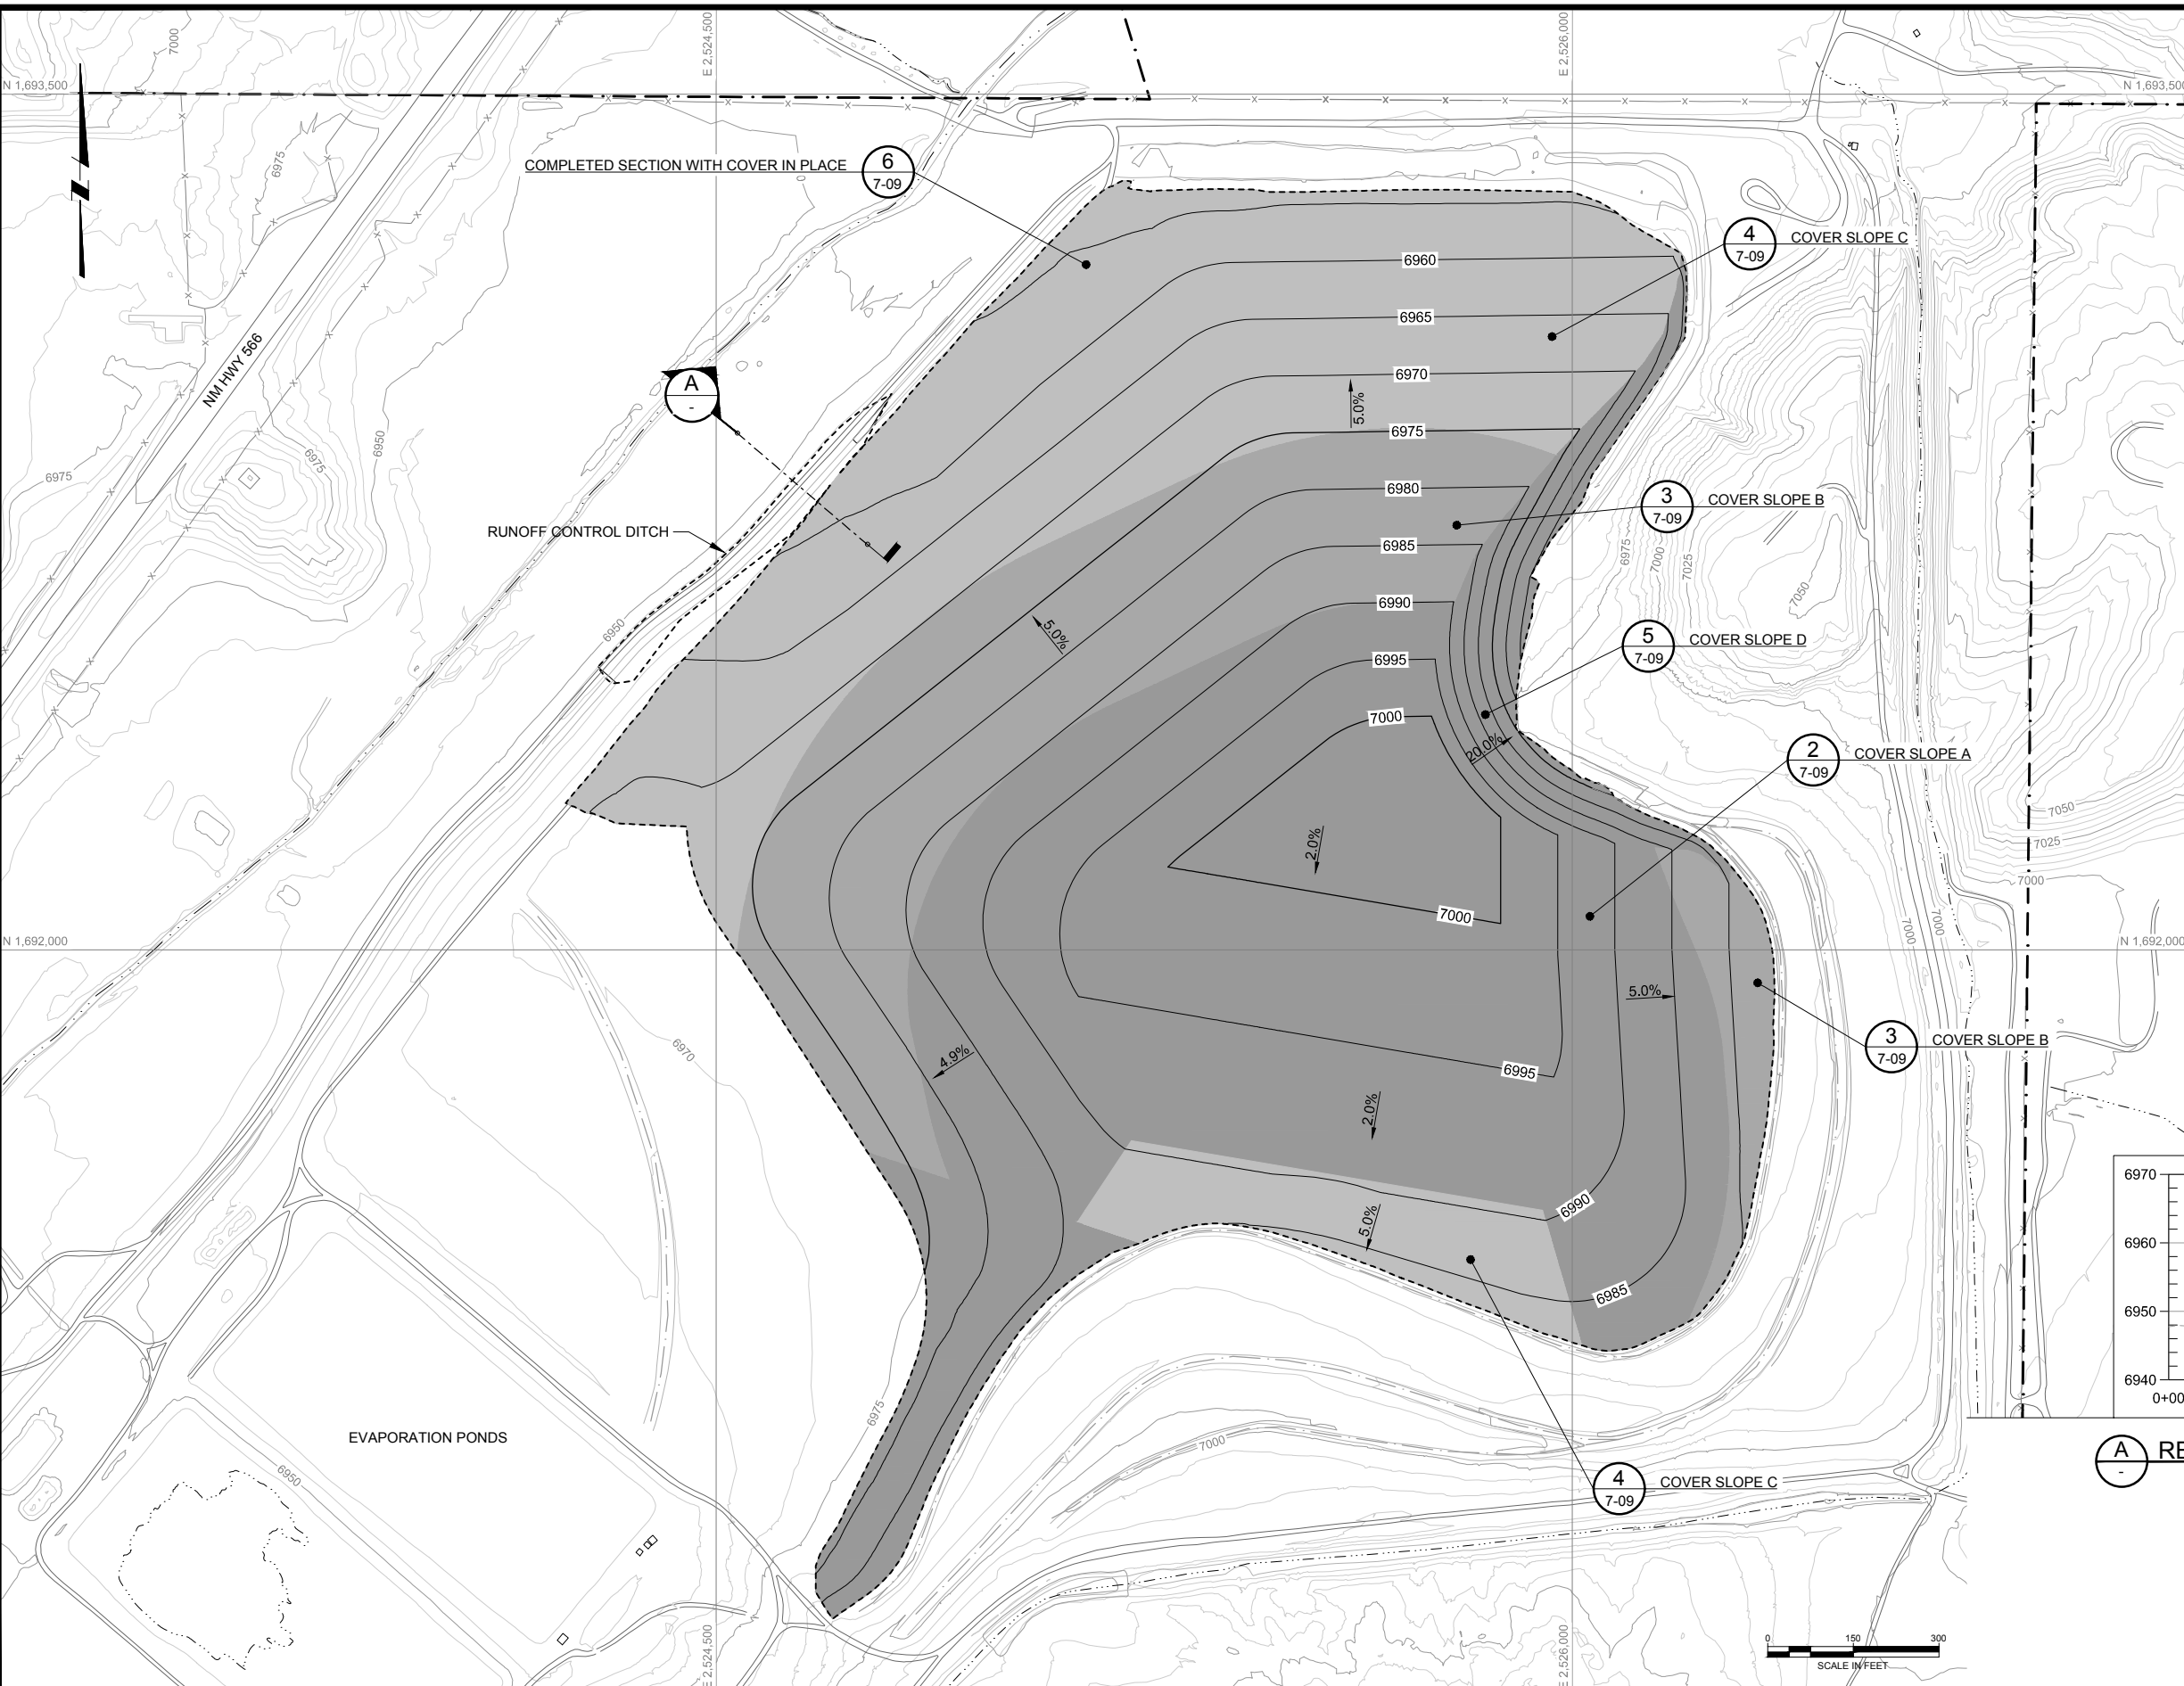 7000
E 2,524,500
E 2,526,000
N 1,693,500
N 1,693,500
6975
COMPLETED SECTION WITH COVER IN PLACE
6
7-09
4
7-09
COVER SLOPE C
6960
6965
6970
5.0%
6975
NM HWY 566
A
-
6950
6975
6975
6980
3
7-09
COVER SLOPE B
RUNOFF CONTROL DITCH
6985
6975
7000
7025
7050
6990
6950
5.0%
5
7-09
COVER SLOPE D
6995
7000
20.0%
2
7-09
COVER SLOPE A
7050
7025
2.0%
7000
7000
7000
7000
N 1,692,000
N 1,692,000
5.0%
6970
4.9%
3
7-09
COVER SLOPE B
6995
2.0%
6990
5.0%
6985
6970
6960
6950
6940
0+00
6975
EVAPORATION PONDS
6950
7000
4
7-09
COVER SLOPE C
A
-
RE
E 2,524,500
E 2,526,000
0 150 300
SCALE IN FEET